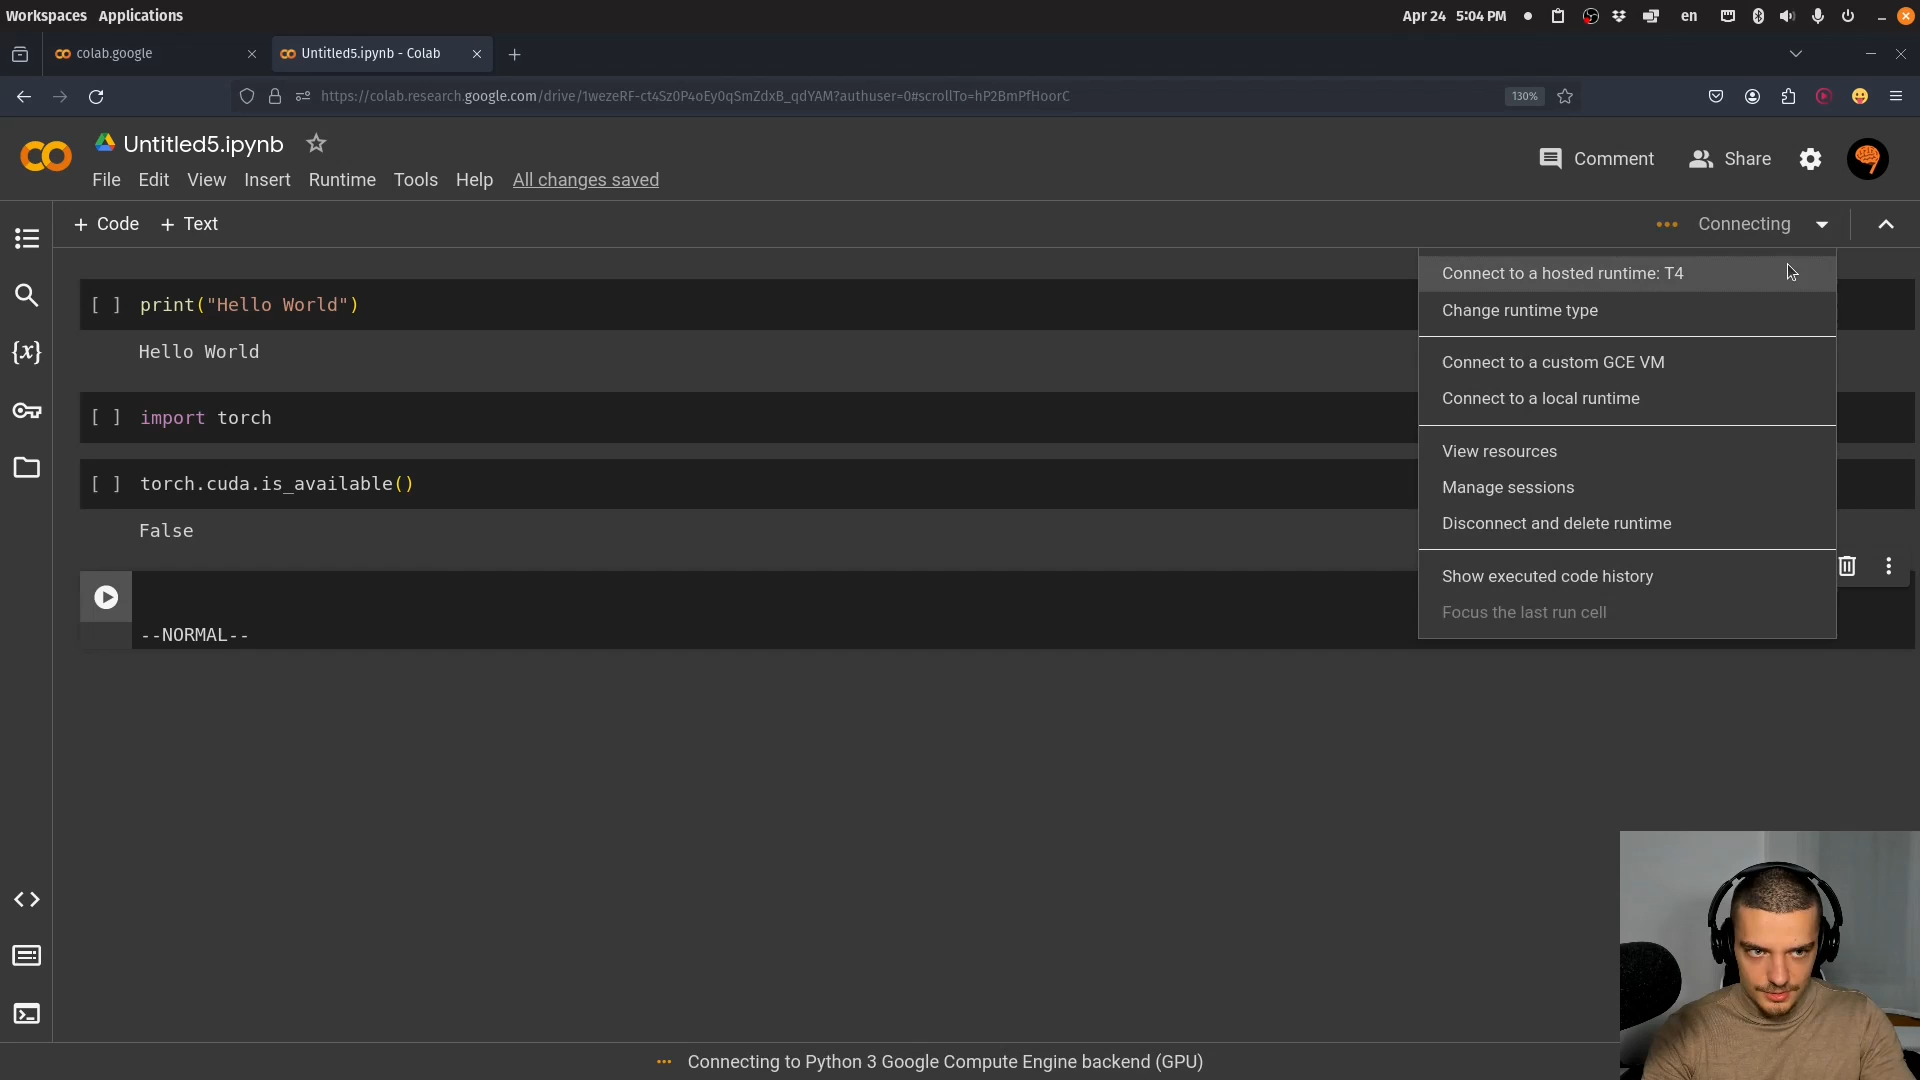 Workspaces Applications Apr 24 5:04 PM en
colab.google Untitled5.ipynb - Colab
https://colab.research.google.com/drive/1wezeRF-ct4Sz0P4oEy0qSmZdxB_qdYAM?authuser=0#scrollTo=hP2BmPfHoorC 130%
Untitled5.ipynb Comment Share
File Edit View Insert Runtime Tools Help All changes saved
+ Code + Text Connecting
Connect to a hosted runtime: T4
Change runtime type
Connect to a custom GCE VM
Connect to a local runtime
View resources
Manage sessions
Disconnect and delete runtime
Show executed code history
Focus the last run cell
[ ] print("Hello World")
Hello World
[ ] import torch
[ ] torch.cuda.is_available()
False
--NORMAL--
{x}
Connecting to Python 3 Google Compute Engine backend (GPU)